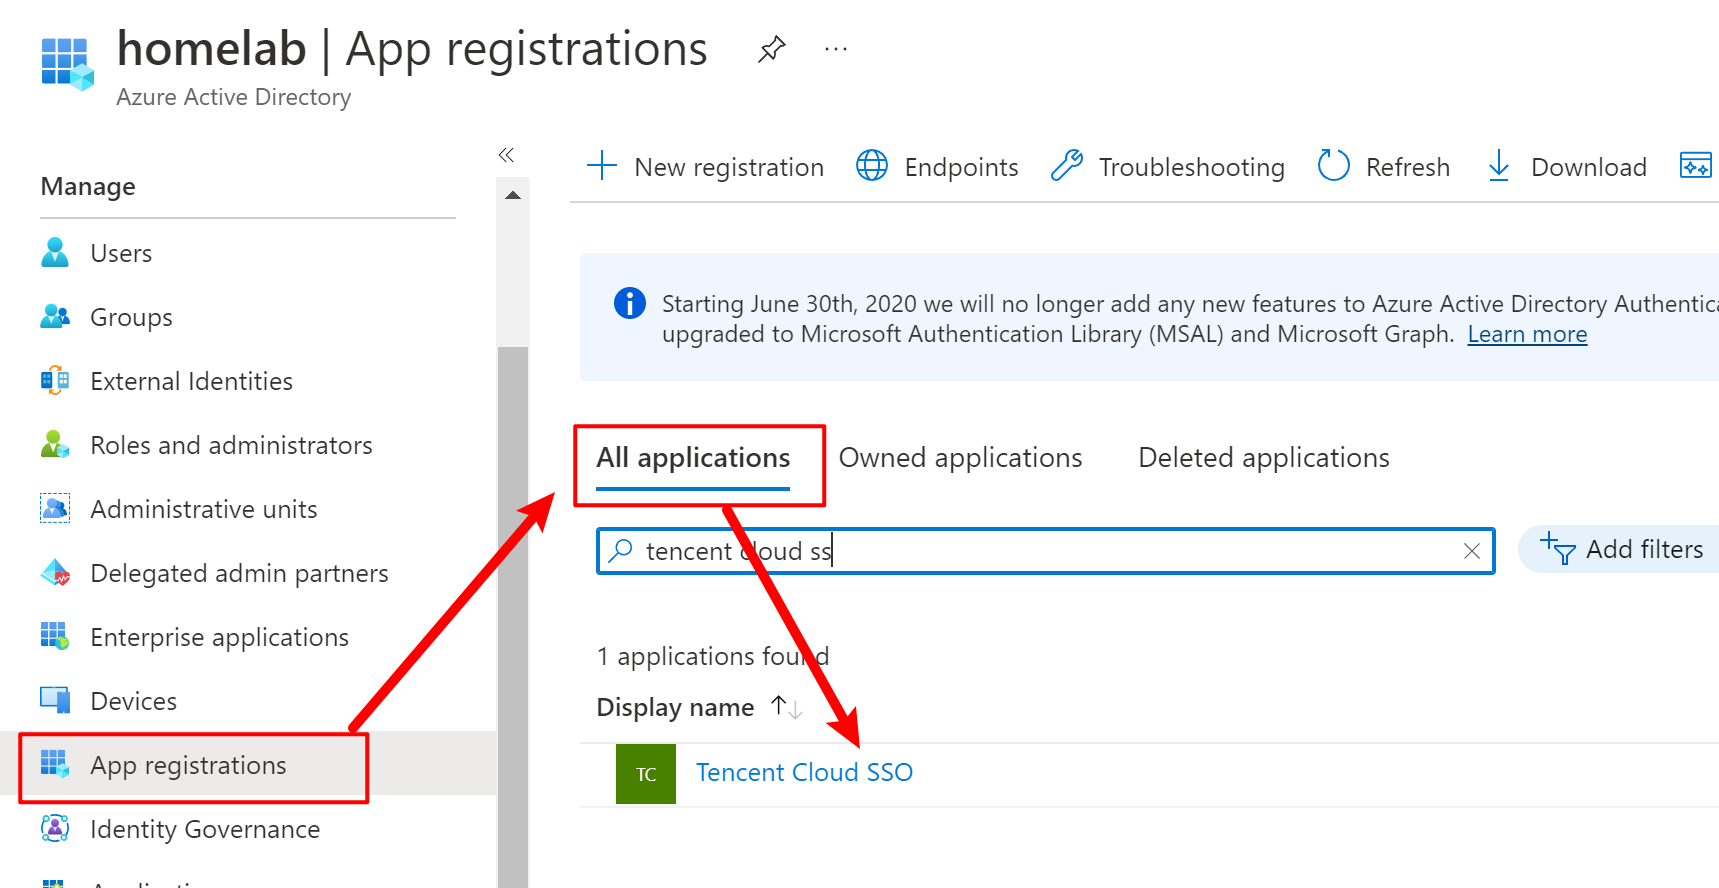 homelab | App registrations
Azure Active Directory
Manage
Users
Groups
External Identities
Roles and administrators
Administrative units
Delegated admin partners
Enterprise applications
Devices
App registrations
Identity Governance
New registration
Endpoints
Troubleshooting
Refresh
Download
Starting June 30th, 2020 we will no longer add any new features to Azure Active Directory
upgraded to Microsoft Authentication Library (MSAL) and Microsoft Graph. Learn more
All applications
Owned applications
Deleted applications
tencent cloud ss
Add filters
1 applications found
Display name
TC
Tencent Cloud SSO